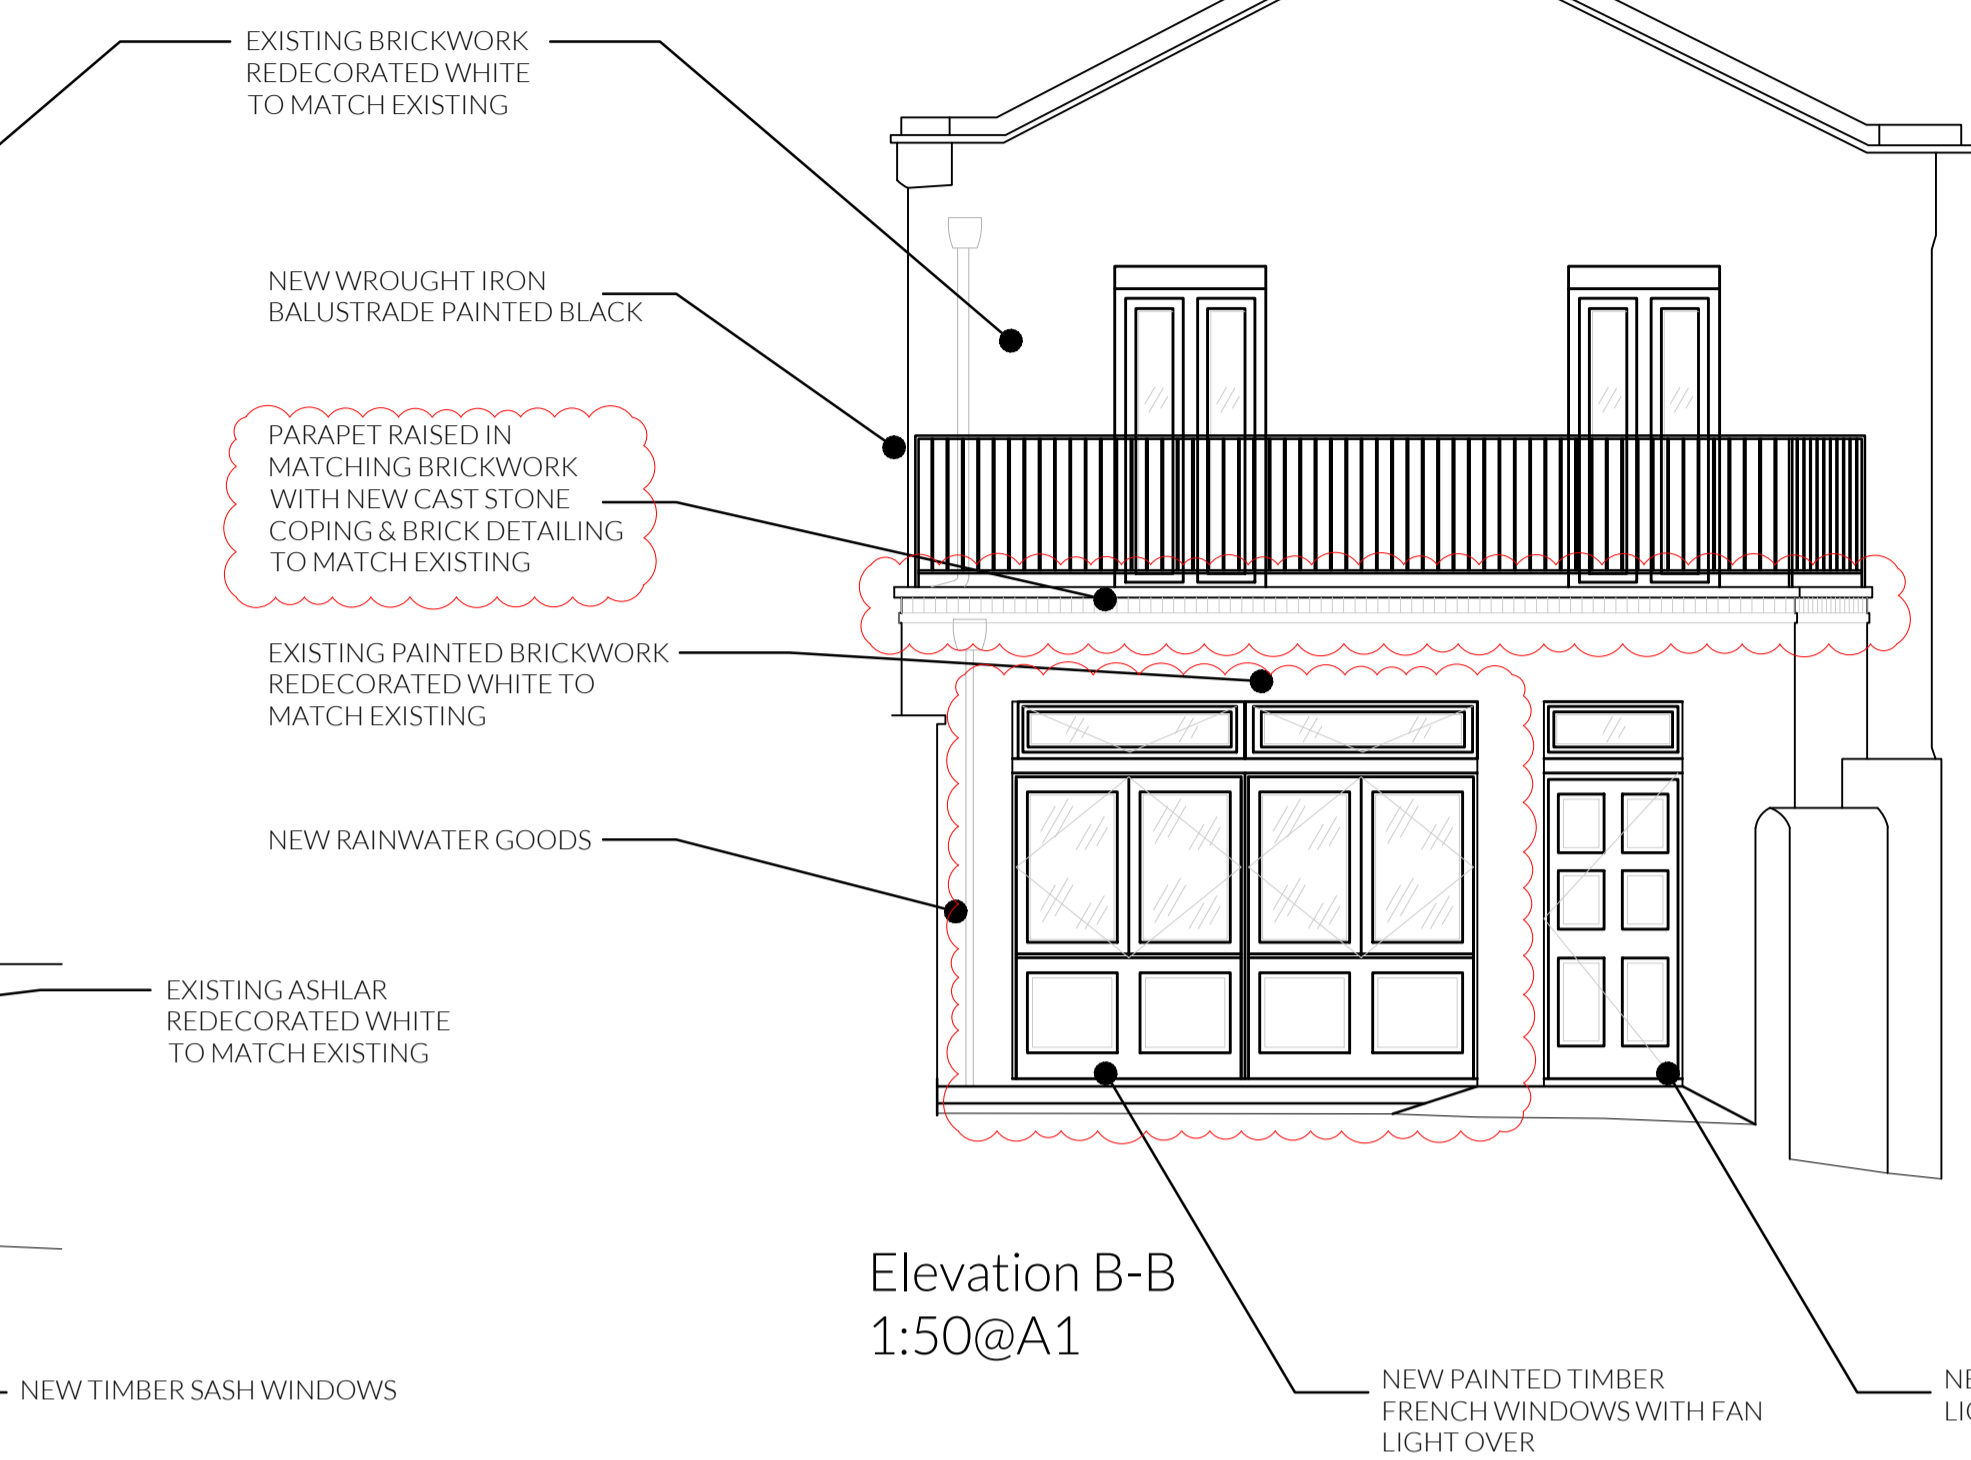 EXISTING BRICKWORK
REDECORATED WHITE
TO MATCH EXISTING
NEW WROUGHT IRON
BALUSTRADE PAINTED BLACK
PARAPET RAISED IN
MATCHING BRICKWORK
WITH NEW CAST STONE
COPING & BRICK DETAILING
TO MATCH EXISTING
EXISTING PAINTED BRICKWORK
REDECORATED WHITE TO
MATCH EXISTING
NEW RAINWATER GOODS
EXISTING ASHLAR
REDECORATED WHITE
TO MATCH EXISTING
NEW TIMBER SASH WINDOWS
Elevation B-B
1:50@A1
NEW PAINTED TIMBER
FRENCH WINDOWS WITH FAN
LIGHT OVER